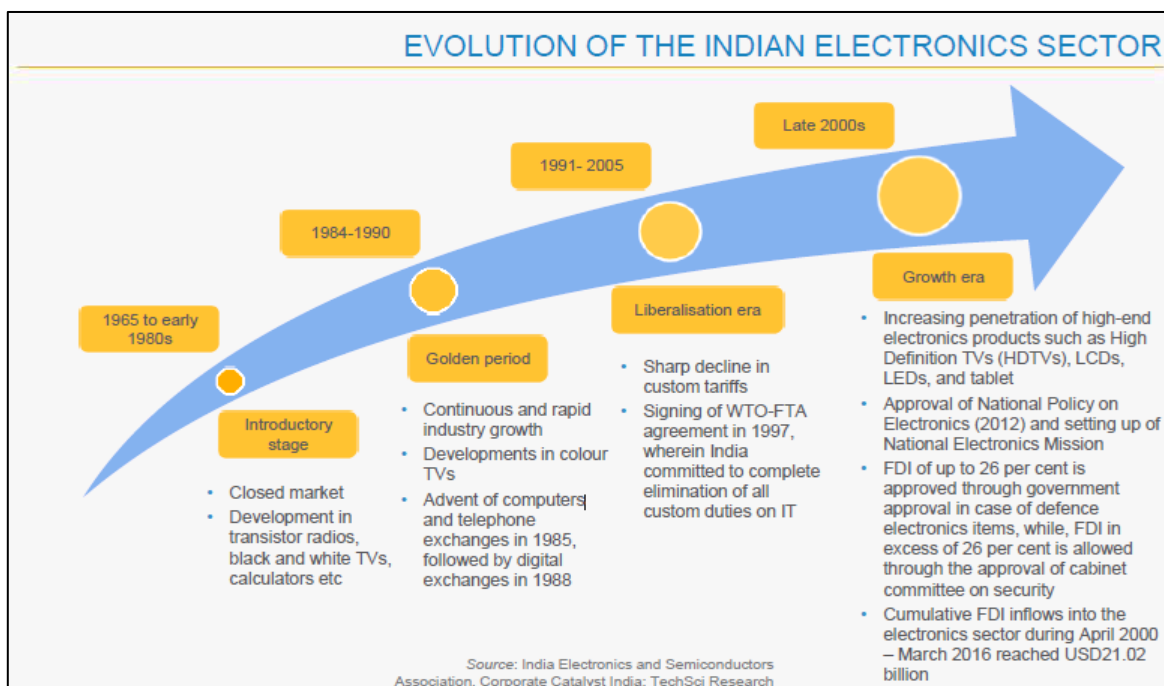 EVOLUTION OF THE INDIAN ELECTRONICS SECTOR
1965 to early
1980s
Introductory
stage
• Closed market
• Development in
transistor radios,
black and white TVs,
calculators etc
1984-1990
Golden period
• Continuous and rapid
industry growth
• Developments in colour
TVs
• Advent of computers
and telephone
exchanges in 1985,
followed by digital
exchanges in 1988
1991- 2005
Liberalisation era
• Sharp decline in
custom tariffs
• Signing of WTO-FTA
agreement in 1997,
wherein India
committed to complete
elimination of all
custom duties on IT
Late 2000s
Growth era
• Increasing penetration of high-end
electronics products such as High
Definition TVs (HDTVs), LCDs,
LEDs, and tablet
• Approval of National Policy on
Electronics (2012) and setting up of
National Electronics Mission
• FDI of up to 26 per cent is
approved through government
approval in case of defence
electronics items, while, FDI in
excess of 26 per cent is allowed
through the approval of cabinet
committee on security
• Cumulative FDI inflows into the
electronics sector during April 2000
– March 2016 reached USD21.02
billion
Source: India Electronics and Semiconductors
Association, Corporate Catalyst India; TechSci Research